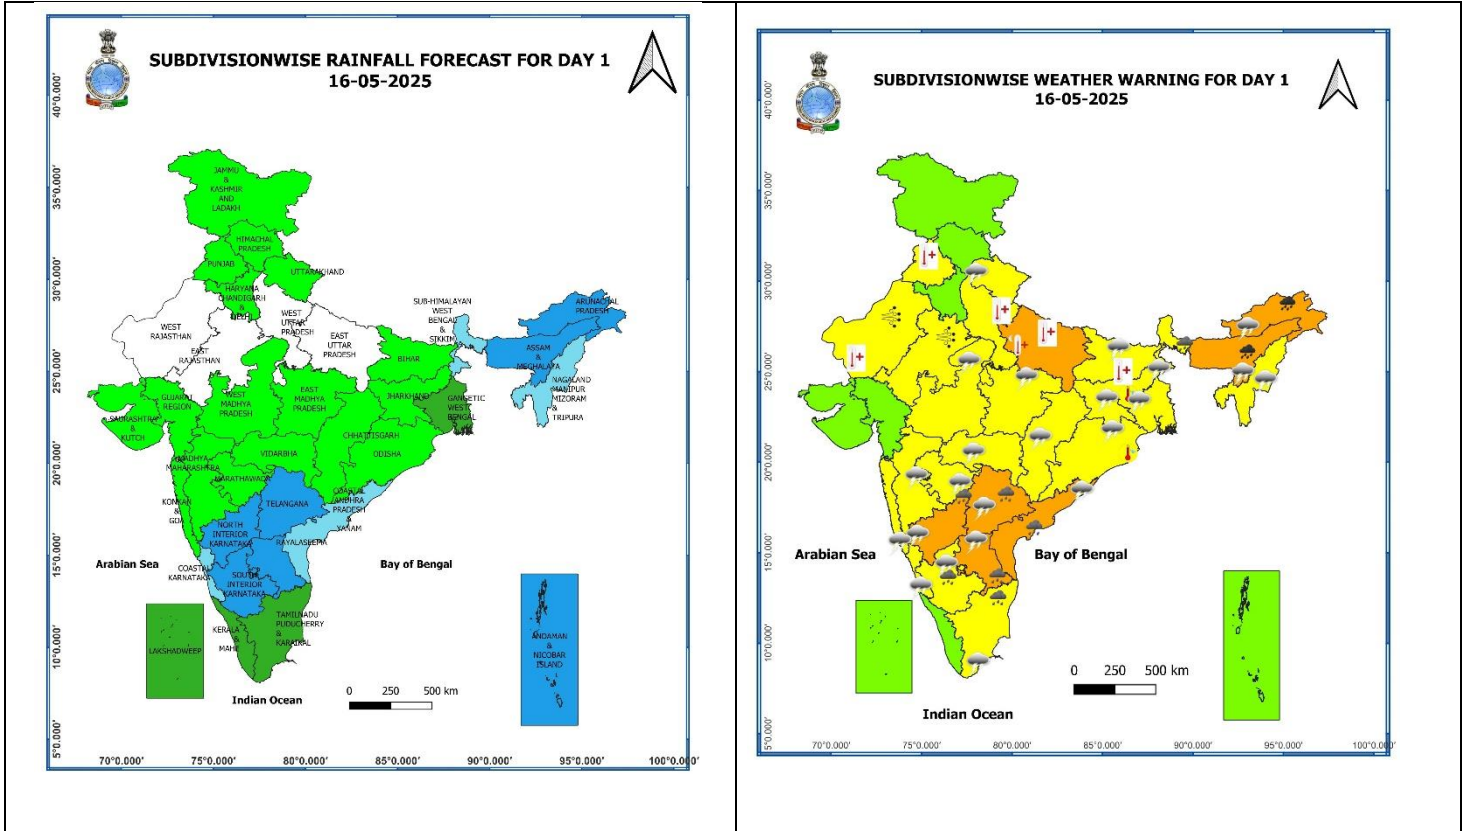 SUBDIVISIONWISE RAINFALL FORECAST FOR DAY 1
16-05-2025
40°0.000'
35°0.000'
30°0.000'
25°0.000'
20°0.000'
15°0.000'
10°0.000'
5°0.000'
JAMMU
&
KASHMIR
AND
LADAKH
HIMACHAL
PRADESH
PUNJAB
UTTARAKHAND
HARYANA
CHANDIGARH
&
DELHI
WEST
RAJASTHAN
EAST
RAJASTHAN
WEST
UTTAR
PRADESH
EAST
UTTAR
PRADESH
SUB-HIMALAYAN
WEST
BENGAL
&
SIKKIM
ARUNACHAL
PRADESH
ASSAM
&
MEGHALAYA
NAGALAND
MANIPUR
MIZORAM
&
TRIPURA
BIHAR
JHARKHAND
GANGETIC
WEST
BENGAL
GUJARAT
REGION
SAURASHTRA
&
KUTCH
WEST
MADHYA
PRADESH
EAST
MADHYA
PRADESH
CHHATTISGARH
ODISHA
VIDARBHA
MADHYA
MAHARASHTRA
MARATHAWADA
KONKAN
&
GOA
TELANGANA
COASTAL
ANDHRA
PRADESH
&
YANAM
NORTH
INTERIOR
KARNATAKA
RAYALASEEMA
COASTAL
KARNATAKA
SOUTH
INTERIOR
KARNATAKA
TAMILNADU
PUDUCHERRY
&
KARAIKAL
KERALA
&
MAHE
LAKSHADWEEP
ANDAMAN
&
NICOBAR
ISLAND
Arabian Sea
Bay of Bengal
Indian Ocean
0 250 500 km
70°0.000' 75°0.000' 80°0.000' 85°0.000' 90°0.000' 95°0.000' 100°0.000'
SUBDIVISIONWISE WEATHER WARNING FOR DAY 1
16-05-2025
40°0.000'
35°0.000'
30°0.000'
25°0.000'
20°0.000'
15°0.000'
10°0.000'
5°0.000'
Arabian Sea
Bay of Bengal
0 250 500 km
Indian Ocean
70°0.000' 75°0.000' 80°0.000' 85°0.000' 90°0.000' 95°0.000' 100°0.000'